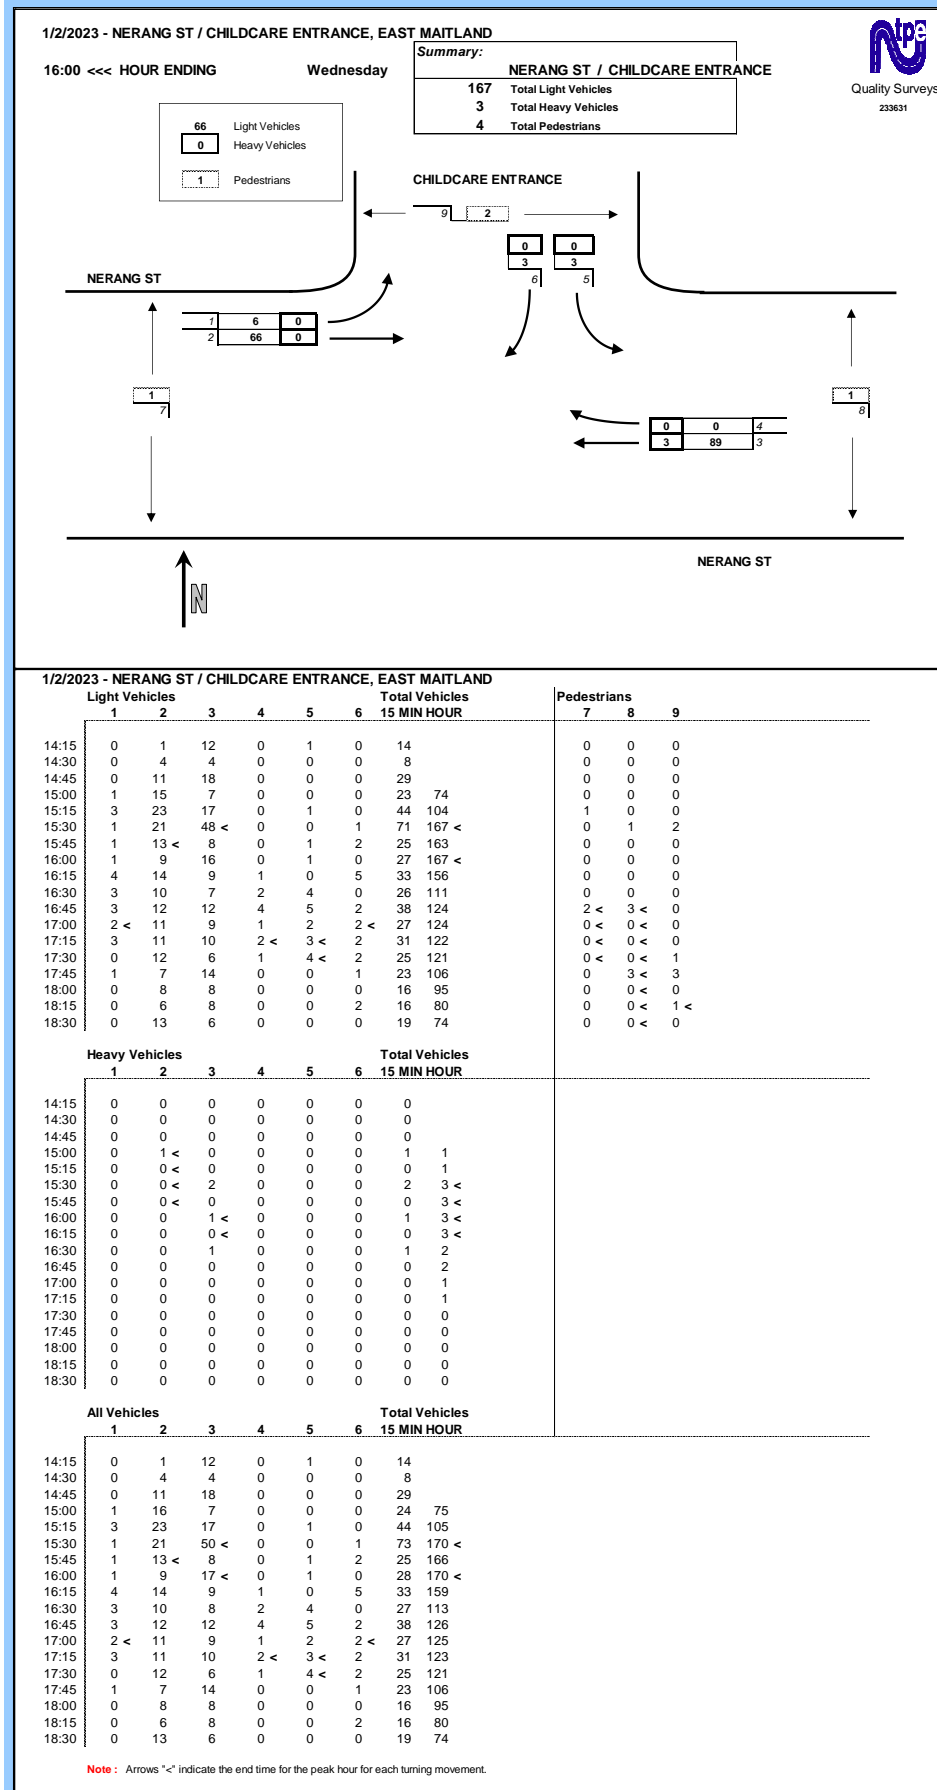 1/2/2023 - NERANG ST / CHILDCARE ENTRANCE, EAST MAITLAND
Summary:
16:00 <<< HOUR ENDING Wednesday NERANG ST / CHILDCARE ENTRANCE
167 Total Light Vehicles
3 Total Heavy Vehicles
4 Total Pedestrians
tpe
Quality Surveys
233631
66 Light Vehicles
0 Heavy Vehicles
1 Pedestrians
CHILDCARE ENTRANCE
9 2
0 0
3 3
6 5
NERANG ST
1 6 0
2 66 0
1
7
1
8
0 0 4
3 89 3
NERANG ST
N
1/2/2023 - NERANG ST / CHILDCARE ENTRANCE, EAST MAITLAND
Light Vehicles Total Vehicles Pedestrians
1 2 3 4 5 6 15 MIN HOUR 7 8 9
14:15 0 1 12 0 1 0 14 0 0 0
14:30 0 4 4 0 0 0 8 0 0 0
14:45 0 11 18 0 0 0 29 0 0 0
15:00 1 15 7 0 0 0 23 74 0 0 0
15:15 3 23 17 0 1 0 44 104 1 0 0
15:30 1 21 48 < 0 0 1 71 167 < 0 1 2
15:45 1 13 < 8 0 1 2 25 163 0 0 0
16:00 1 9 16 0 1 0 27 167 < 0 0 0
16:15 4 14 9 1 0 5 33 156 0 0 0
16:30 3 10 7 2 4 0 26 111 0 0 0
16:45 3 12 12 4 5 2 38 124 2 < 3 < 0
17:00 2 < 11 9 1 2 2 < 27 124 0 < 0 < 0
17:15 3 11 10 2 < 3 < 2 31 122 0 < 0 < 0
17:30 0 12 6 1 4 < 2 25 121 0 < 0 < 1
17:45 1 7 14 0 0 1 23 106 0 3 < 3
18:00 0 8 8 0 0 0 16 95 0 0 < 0
18:15 0 6 8 0 0 2 16 80 0 0 < 1 <
18:30 0 13 6 0 0 0 19 74 0 0 < 0
Heavy Vehicles Total Vehicles
1 2 3 4 5 6 15 MIN HOUR
14:15 0 0 0 0 0 0 0
14:30 0 0 0 0 0 0 0
14:45 0 0 0 0 0 0 0
15:00 0 1 < 0 0 0 0 1 1
15:15 0 0 < 0 0 0 0 0 1
15:30 0 0 < 2 0 0 0 2 3 <
15:45 0 0 < 0 0 0 0 0 3 <
16:00 0 0 1 < 0 0 0 1 3 <
16:15 0 0 0 < 0 0 0 0 3 <
16:30 0 0 1 0 0 0 1 2
16:45 0 0 0 0 0 0 0 2
17:00 0 0 0 0 0 0 0 1
17:15 0 0 0 0 0 0 0 1
17:30 0 0 0 0 0 0 0 0
17:45 0 0 0 0 0 0 0 0
18:00 0 0 0 0 0 0 0 0
18:15 0 0 0 0 0 0 0 0
18:30 0 0 0 0 0 0 0 0
All Vehicles Total Vehicles
1 2 3 4 5 6 15 MIN HOUR
14:15 0 1 12 0 1 0 14
14:30 0 4 4 0 0 0 8
14:45 0 11 18 0 0 0 29
15:00 1 16 7 0 0 0 24 75
15:15 3 23 17 0 1 0 44 105
15:30 1 21 50 < 0 0 1 73 170 <
15:45 1 13 < 8 0 1 2 25 166
16:00 1 9 17 < 0 1 0 28 170 <
16:15 4 14 9 1 0 5 33 159
16:30 3 10 8 2 4 0 27 113
16:45 3 12 12 4 5 2 38 126
17:00 2 < 11 9 1 2 2 < 27 125
17:15 3 11 10 2 < 3 < 2 31 123
17:30 0 12 6 1 4 < 2 25 121
17:45 1 7 14 0 0 1 23 106
18:00 0 8 8 0 0 0 16 95
18:15 0 6 8 0 0 2 16 80
18:30 0 13 6 0 0 0 19 74
Note : Arrows "<" indicate the end time for the peak hour for each turning movement.